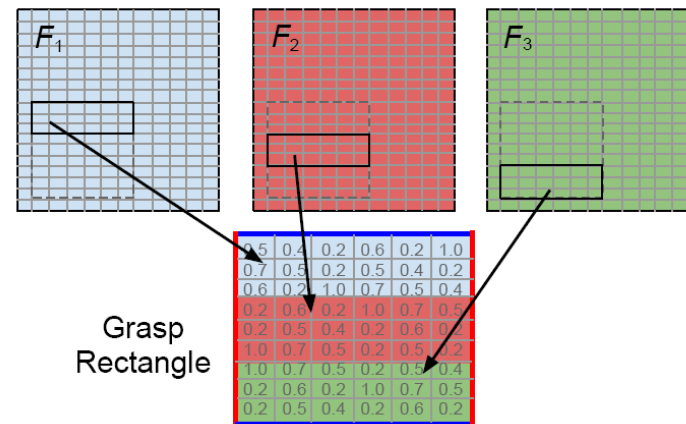 F1 F2 F3
0.5 0.4 0.2 0.6 0.2 1.0
0.7 0.5 0.2 0.5 0.4 0.2
0.6 0.2 1.0 0.7 0.5 0.4
0.2 0.6 0.2 1.0 0.7 0.5
Grasp
0.2 0.5 0.4 0.2 0.6 0.2
Rectangle
1.0 0.7 0.5 0.2 0.5 0.2
1.0 0.7 0.5 0.2 0.5 0.4
0.2 0.6 0.2 1.0 0.7 0.5
0.2 0.5 0.4 0.2 0.6 0.2